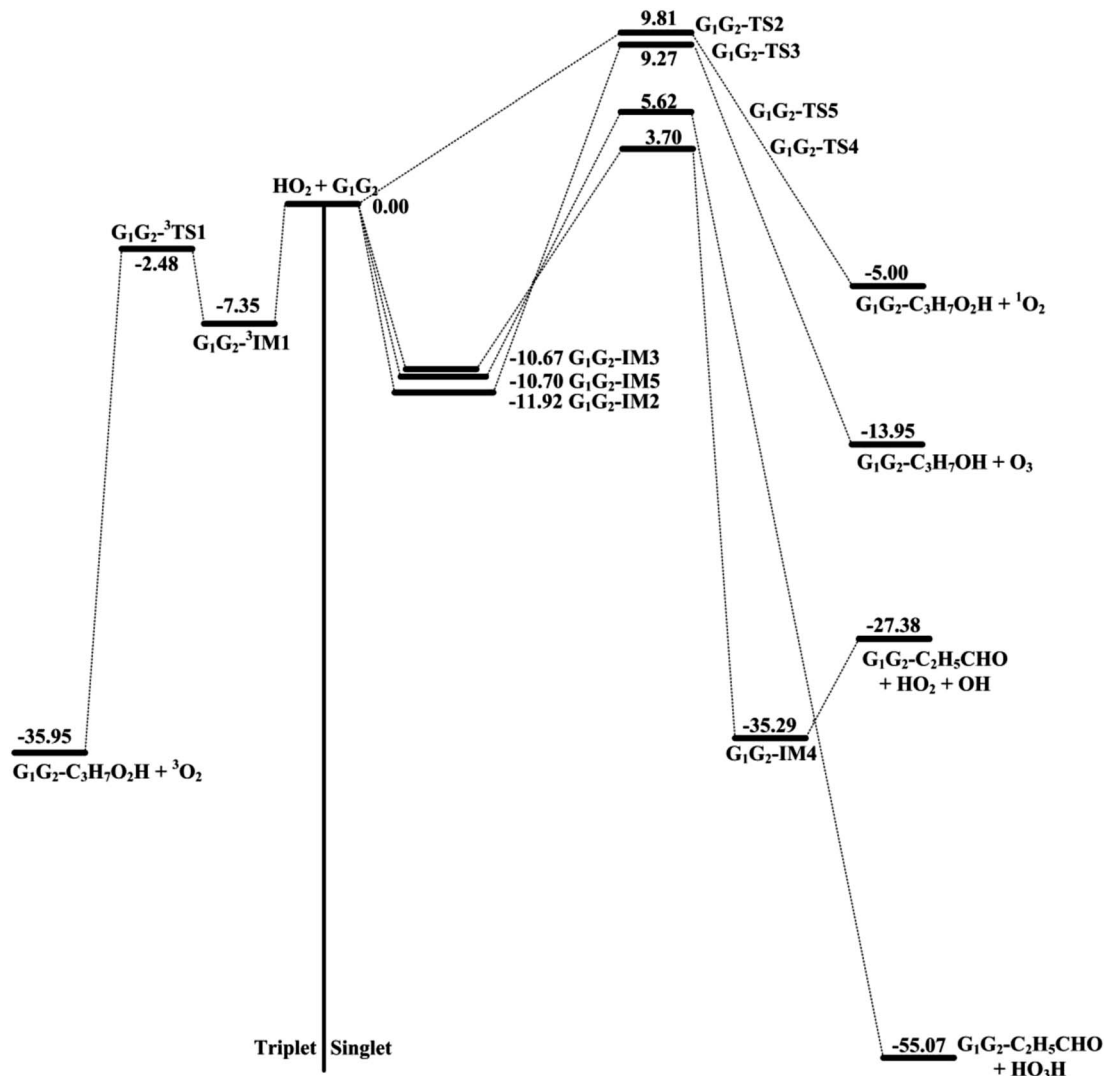 9.81 G₁G₂-TS2
G₁G₂-TS3
9.27
5.62
G₁G₂-TS5
3.70
G₁G₂-TS4
HO₂ + G₁G₂
0.00
G₁G₂-³TS1
-2.48
-7.35
G₁G₂-³IM1
-5.00
G₁G₂-C₃H₇O₂H + ¹O₂
-10.67 G₁G₂-IM3
-10.70 G₁G₂-IM5
-11.92 G₁G₂-IM2
-13.95
G₁G₂-C₃H₇OH + O₃
-27.38
G₁G₂-C₂H₅CHO
+ HO₂ + OH
-35.29
G₁G₂-IM4
-35.95
G₁G₂-C₃H₇O₂H + ³O₂
Triplet Singlet
-55.07 G₁G₂-C₂H₅CHO
+ HO₃H